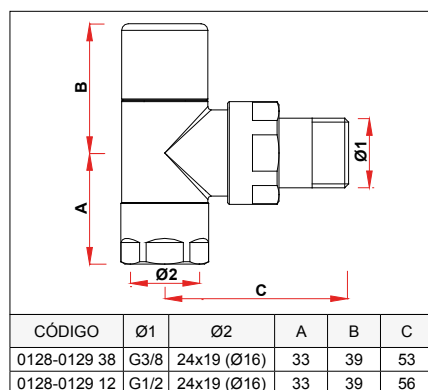 B
A
Ø1
Ø2
C
CÓDIGO Ø1 Ø2 A B C
0128-0129 38 G3/8 24x19 (Ø16) 33 39 53
0128-0129 12 G1/2 24x19 (Ø16) 33 39 56